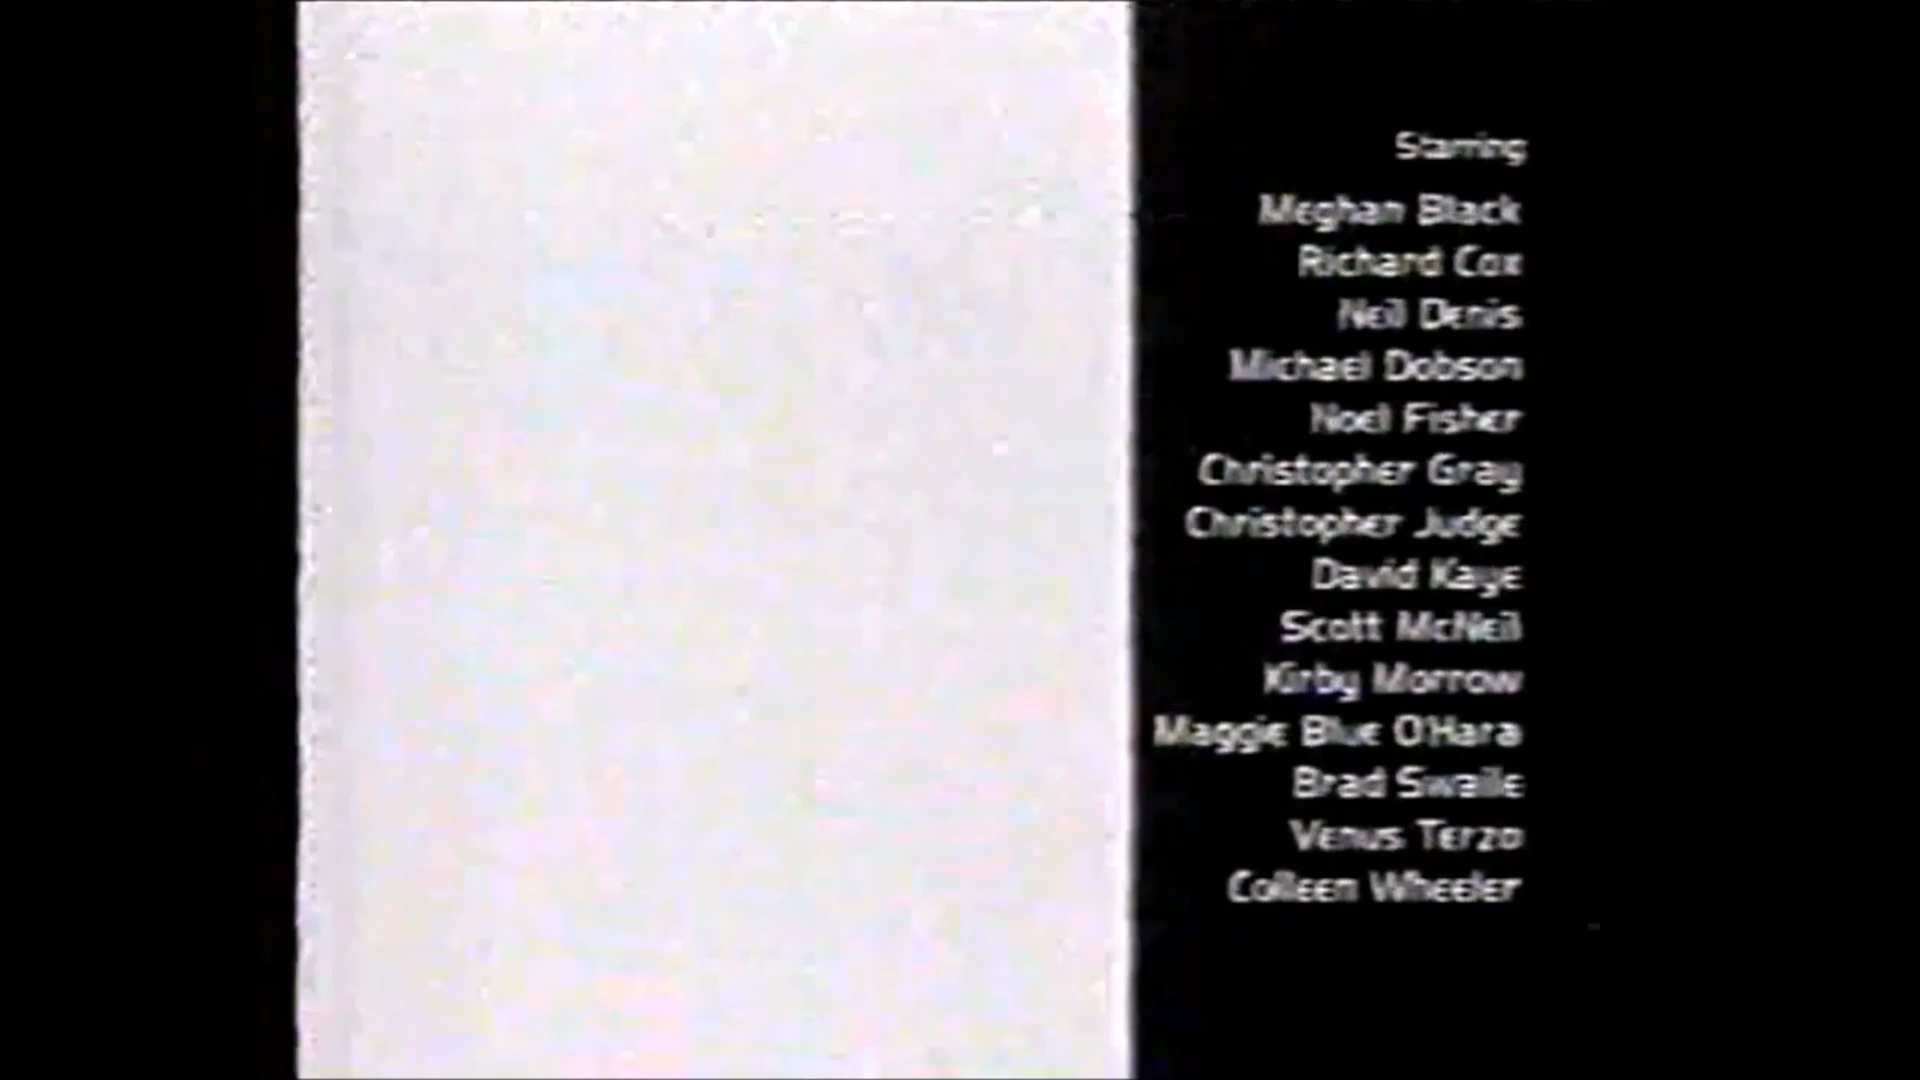 Starring
Meghan Black
Richard Cox
Neil Denis
Michael Dobson
Noel Fisher
Christopher Gray
Christopher Judge
David Kaye
Scott McNeil
Kirby Morrow
Maggie Blue O'Hara
Brad Swaile
Venus Terzo
Colleen Wheeler